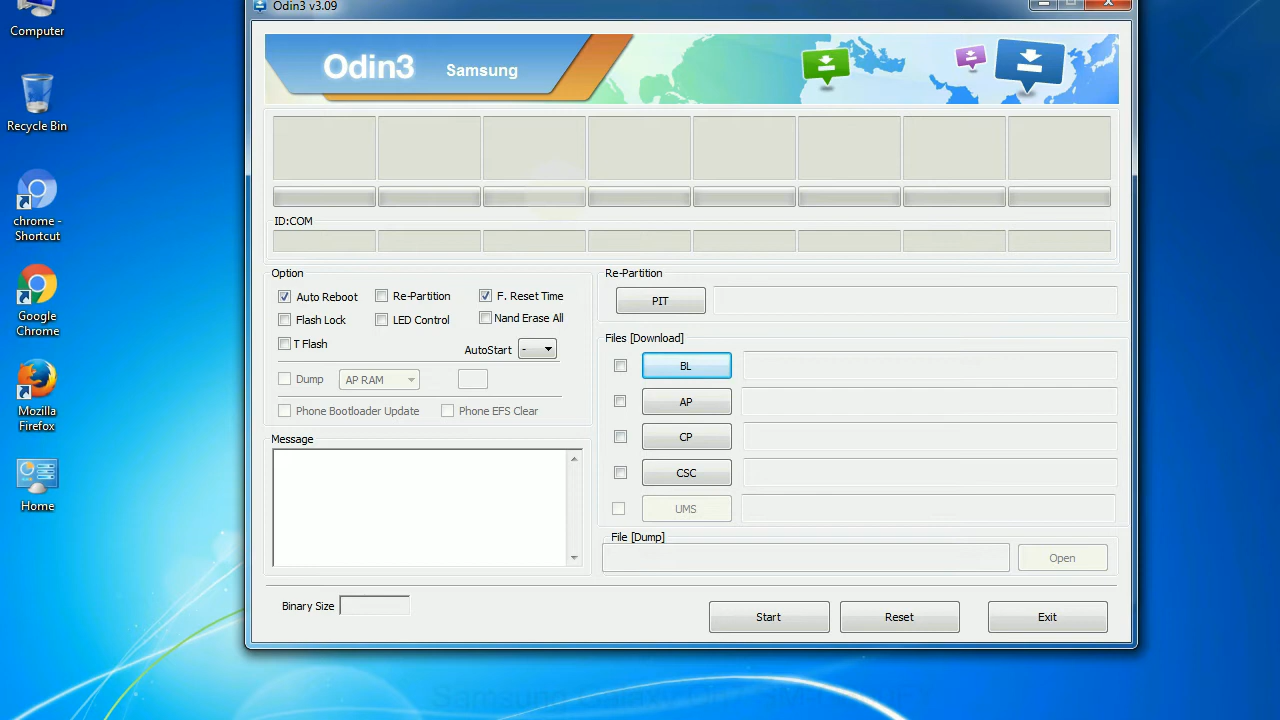 Odin3 v3.09
Computer
Recycle Bin
chrome -
Shortcut
Google
Chrome
Mozilla
Firefox
Home
Odin3 Samsung
ID:COM
Option
Auto Reboot
Re-Partition
F. Reset Time
Flash Lock
LED Control
Nand Erase All
T Flash
AutoStart -
Dump
AP RAM
Phone Bootloader Update
Phone EFS Clear
Message
Re-Partition
PIT
Files [Download]
BL
AP
CP
CSC
UMS
File [Dump]
Open
Binary Size
Start
Reset
Exit
Samsung Galaxy